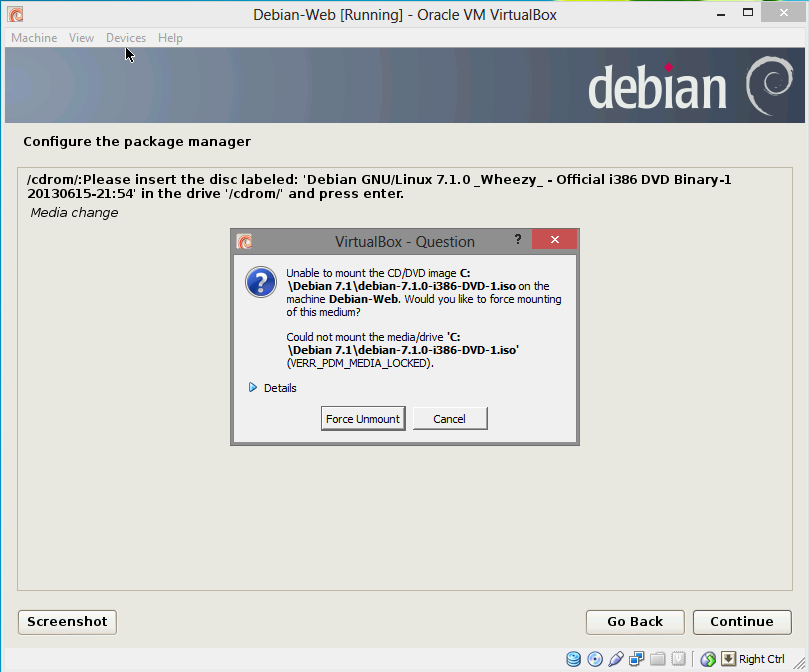 Debian-Web [Running] - Oracle VM VirtualBox
Machine View Devices Help
debian
Configure the package manager
/cdrom/:Please insert the disc labeled: 'Debian GNU/Linux 7.1.0 _Wheezy_ - Official i386 DVD Binary-1
20130615-21:54' in the drive '/cdrom/' and press enter.
Media change
VirtualBox - Question
?
Unable to mount the CD/DVD image C:
\Debian 7.1\debian-7.1.0-i386-DVD-1.iso on the
machine Debian-Web. Would you like to force mounting
of this medium?
Could not mount the media/drive 'C:
\Debian 7.1\debian-7.1.0-i386-DVD-1.iso'
(VERR_PDM_MEDIA_LOCKED).
Details
Force Unmount Cancel
Screenshot Go Back Continue
Right Ctrl